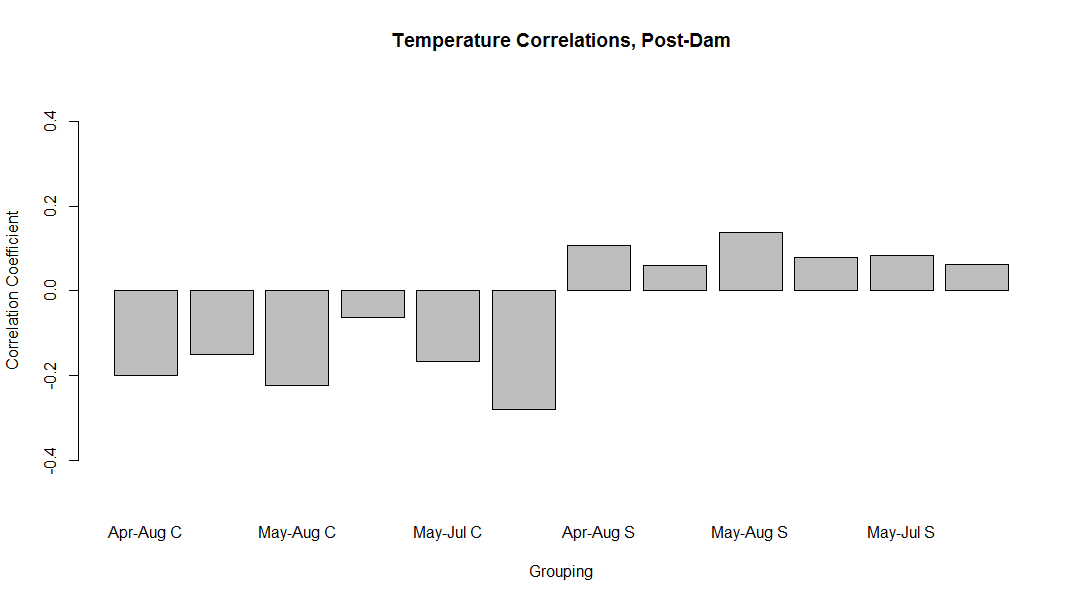 Temperature Correlations, Post-Dam
Correlation Coefficient
0.4
0.2
0.0
-0.2
-0.4
Apr-Aug C May-Aug C May-Jul C Apr-Aug S May-Aug S May-Jul S
Grouping